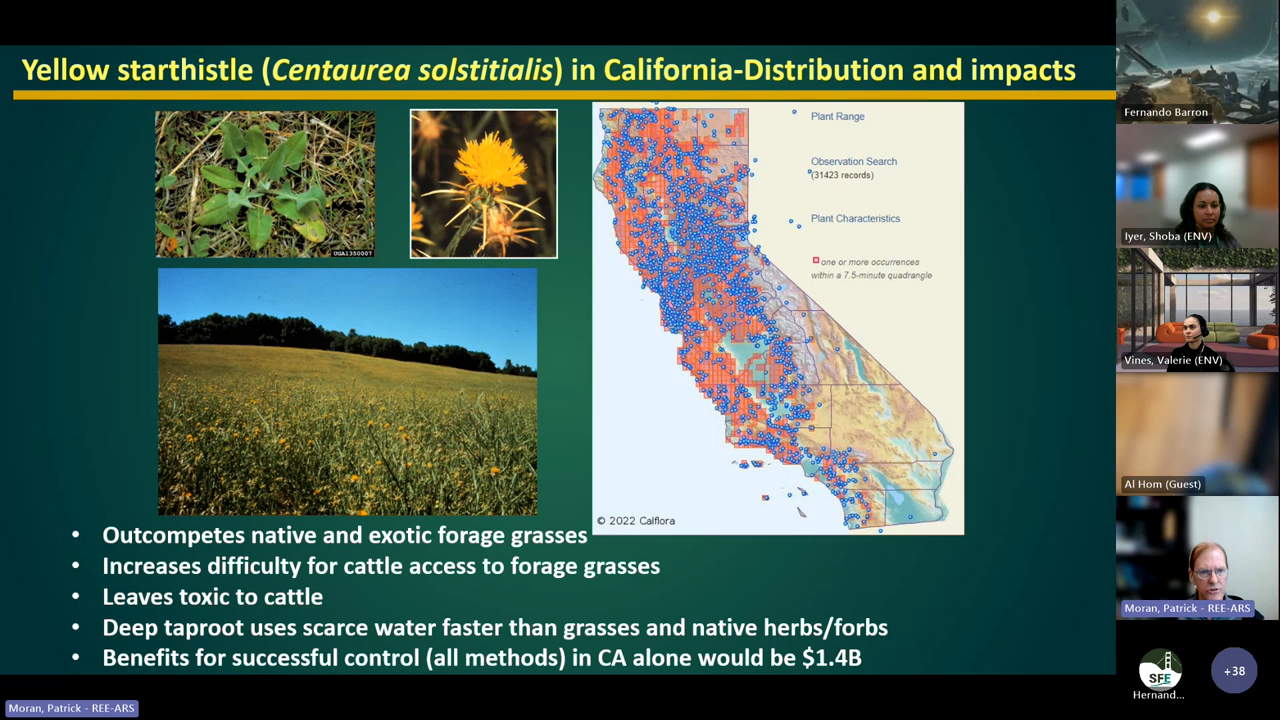 Yellow starthistle (Centaurea solstitialis) in California-Distribution and impacts
UGA1350007
Plant Range
Observation Search
(31423 records)
Plant Characteristics
one or more occurrences
within a 7.5-minute quadrangle
© 2022 Calflora
• Outcompetes native and exotic forage grasses
• Increases difficulty for cattle access to forage grasses
• Leaves toxic to cattle
• Deep taproot uses scarce water faster than grasses and native herbs/forbs
• Benefits for successful control (all methods) in CA alone would be $1.4B
Moran, Patrick - REE-ARS
Fernando Barron
Iyer, Shoba (ENV)
Vines, Valerie (ENV)
Al Hom (Guest)
Moran, Patrick - REE-ARS
SFE
Hernand...
+38